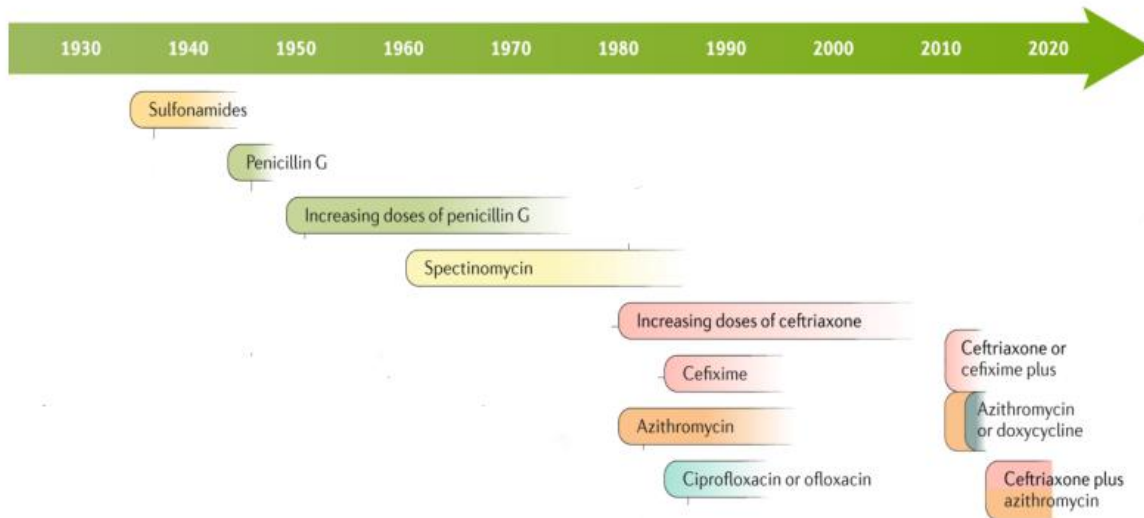 1930 1940 1950 1960 1970 1980 1990 2000 2010 2020
Sulfonamides
Penicillin G
Increasing doses of penicillin G
Spectinomycin
Increasing doses of ceftriaxone
Ceftriaxone or
cefixime plus
Cefixime
Azithromycin
Azithromycin
or doxycycline
Ciprofloxacin or ofloxacin
Ceftriaxone plus
azithromycin